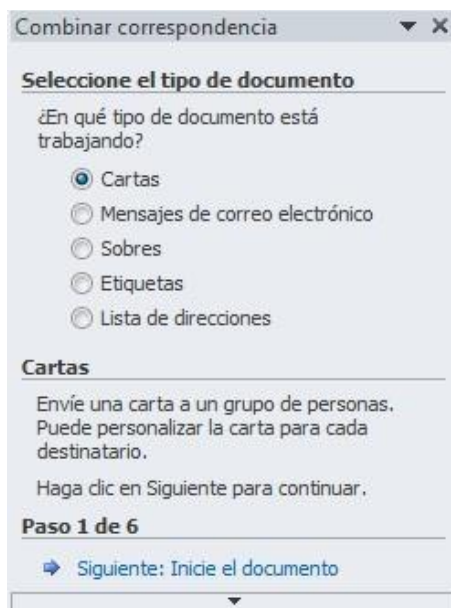 Combinar correspondencia
Seleccione el tipo de documento
¿En qué tipo de documento está
trabajando?
Cartas
Mensajes de correo electrónico
Sobres
Etiquetas
Lista de direcciones
Cartas
Envíe una carta a un grupo de personas.
Puede personalizar la carta para cada
destinatario.
Haga clic en Siguiente para continuar.
Paso 1 de 6
Siguiente: Inicie el documento